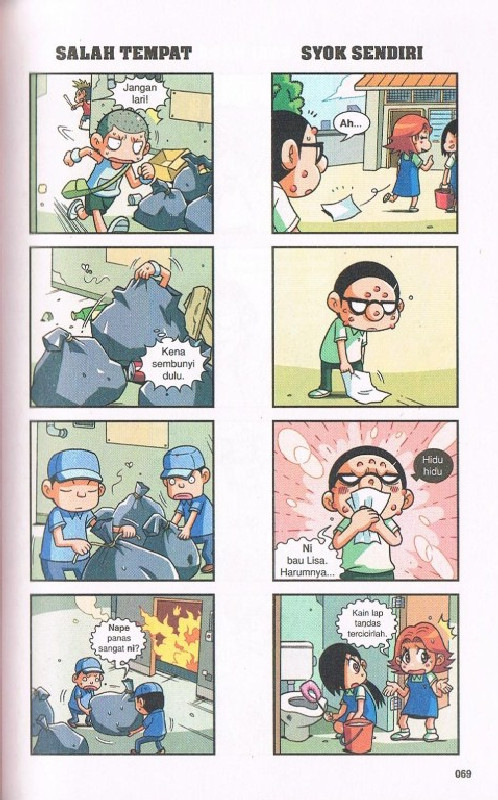 SALAH TEMPAT
Jangan
lari!
Kena
sembunyi
dulu.
Nape
panas
sangat ni?
SYOK SENDIRI
Ah...
Hidu
hidu
Ni
bau Lisa.
Harumnya...
Kain lap
tandas
tercicirlah.
069